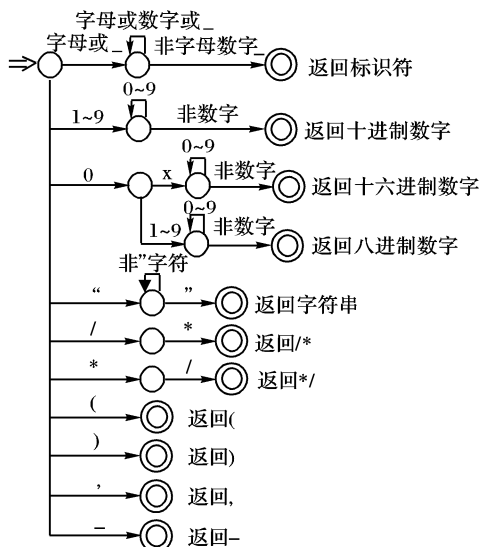 字母或数字或_
字母或_ 非字母数字_ 返回标识符
0~9
1~9 非数字 返回十进制数字
0~9
0 x 非数字 返回十六进制数字
0~9
1~9 非数字 返回八进制数字
非”字符
“ ” 返回字符串
/ * 返回/*
* / 返回*/
( 返回(
) 返回)
, 返回,
− 返回−